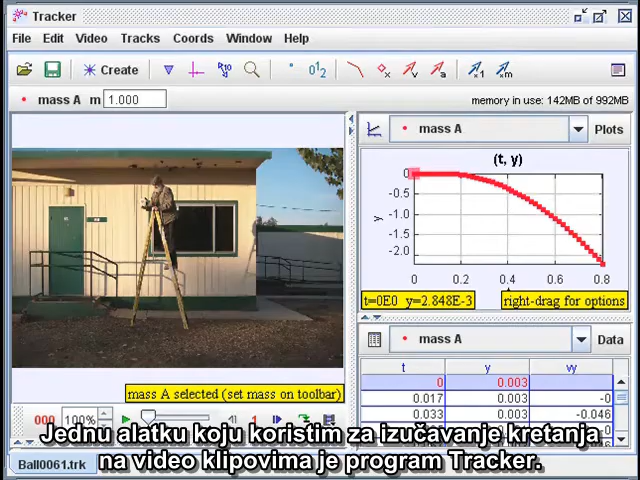 Tracker
File Edit Video Tracks Coords Window Help
Create
mass A m 1.000
memory in use: 142MB of 992MB
mass A Plots
(t, y)
y
0
-0.5
-1.0
-1.5
-2.0
0 0.2 0.4 0.6 0.8
t=0E0 y=2.848E-3 right-drag for options
mass A Data
t y vy
0 0.003
0.017 0.003 -0
0.033 0.003 -0.046
mass A selected (set mass on toolbar)
000 100% 1
Jednu alatku koju koristim za izučavanje kretanja
na video klipovima je program Tracker.
Ball0061.trk